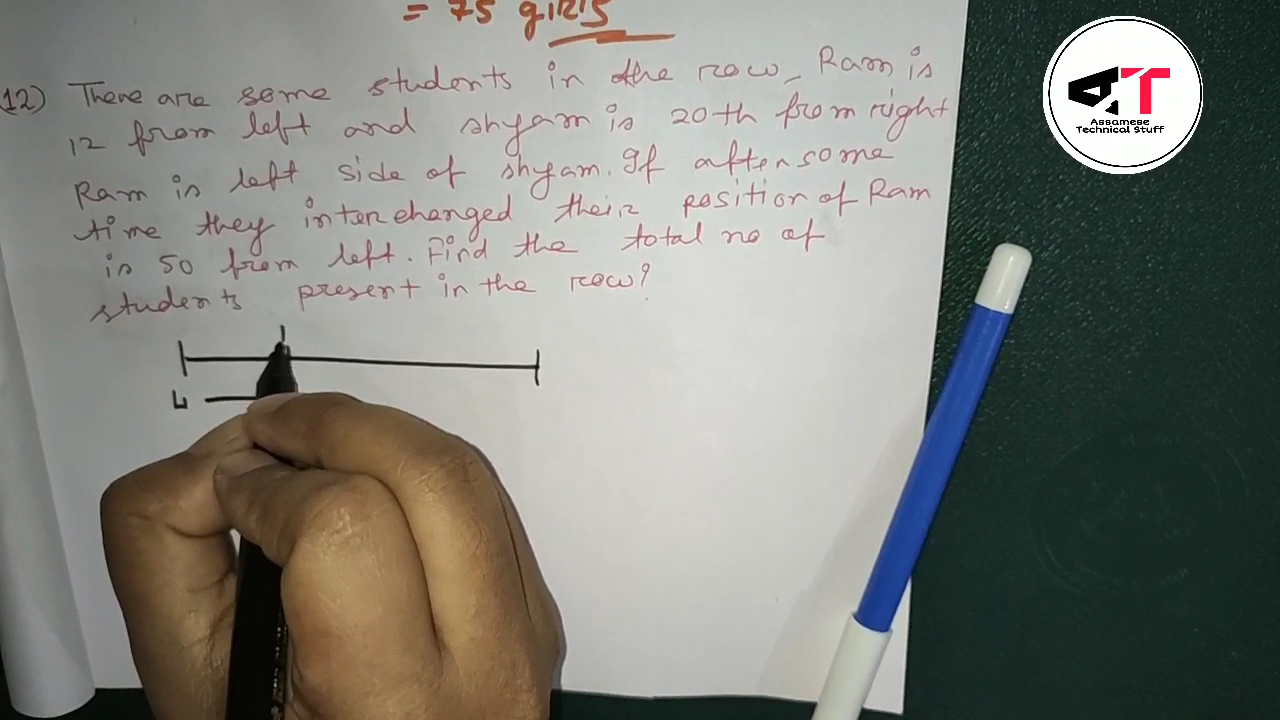 = 75 girls
(12) There are some students in the row. Ram is
12 from left and shyam is 20th from right
Ram is left side of shyam. If after some
time they interchanged their position of Ram
is 50 from left. Find the total no of
students present in the row?
L
AT
Assamese
Technical Stuff